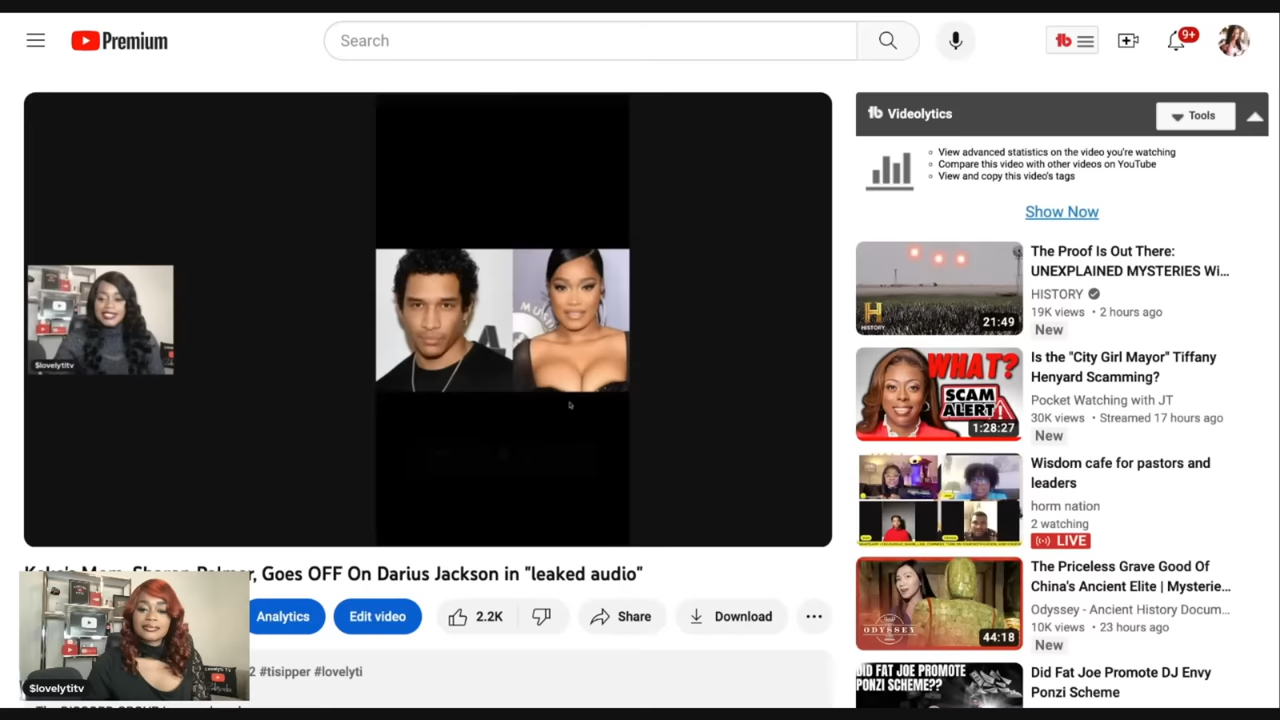 Premium
Search
9+
Videolytics
Tools
View advanced statistics on the video you're watching
Compare this video with other videos on YouTube
View and copy this video's tags
Show Now
The Proof Is Out There:
UNEXPLAINED MYSTERIES Wi...
HISTORY
19K views • 2 hours ago
New
HISTORY
21:49
Is the "City Girl Mayor" Tiffany
Henyard Scamming?
Pocket Watching with JT
30K views • Streamed 17 hours ago
New
WHAT?
SCAM
ALERT
1:28:27
Wisdom cafe for pastors and
leaders
horm nation
2 watching
LIVE
The Priceless Grave Good Of
China's Ancient Elite | Mysterie...
Odyssey - Ancient History Docum...
10K views • 23 hours ago
New
ODYSSEY
44:18
Did Fat Joe Promote DJ Envy
Ponzi Scheme
DID FAT JOE PROMOTE
PONZI SCHEME??
$lovelytitv
, Goes OFF On Darius Jackson in "leaked audio"
Analytics
Edit video
2.2K
Share
Download
#tisipper #lovelyti
$lovelytitv